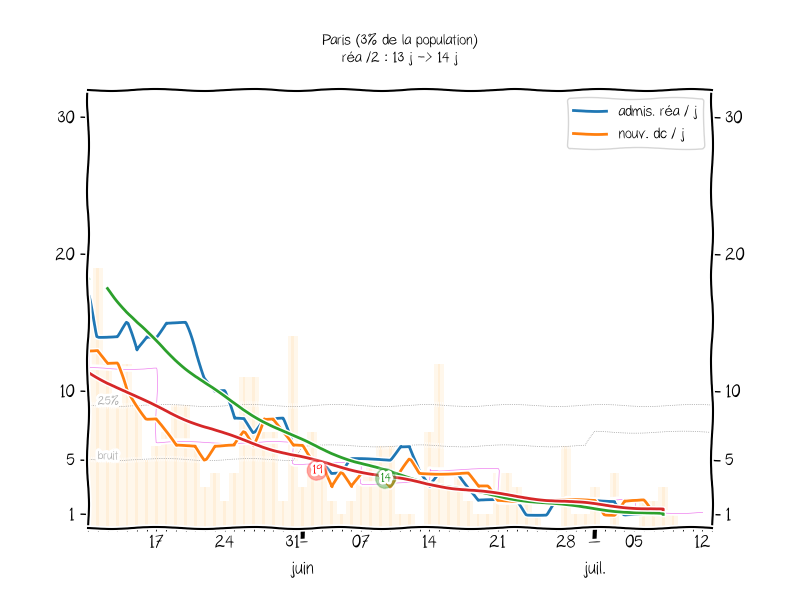 Paris (3% de la population)
réa /2 : 13 j -> 14 j
admis. réa / j
nouv. dc / j
30 30
20 20
10 10
25%
bruit
5 5
19
14
1 1
17 24 31 07 14 21 28 05 12
juin juil.